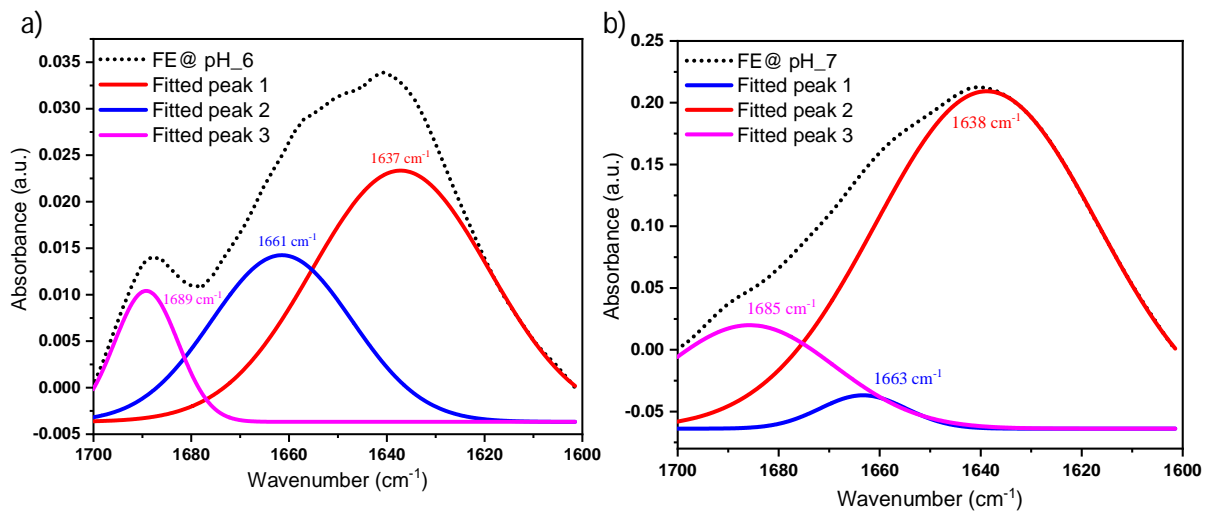 a)
FE@ pH_6
Fitted peak 1
Fitted peak 2
Fitted peak 3
1637 cm⁻¹
1661 cm⁻¹
1689 cm⁻¹
0.035
0.030
0.025
0.020
0.015
0.010
0.005
0.000
-0.005
Absorbance (a.u.)
1700 1680 1660 1640 1620 1600
Wavenumber (cm⁻¹)
b)
FE@ pH_7
Fitted peak 1
Fitted peak 2
Fitted peak 3
1638 cm⁻¹
1685 cm⁻¹
1663 cm⁻¹
0.25
0.20
0.15
0.10
0.05
0.00
-0.05
Absorbance (a.u.)
1700 1680 1660 1640 1620 1600
Wavenumber (cm⁻¹)